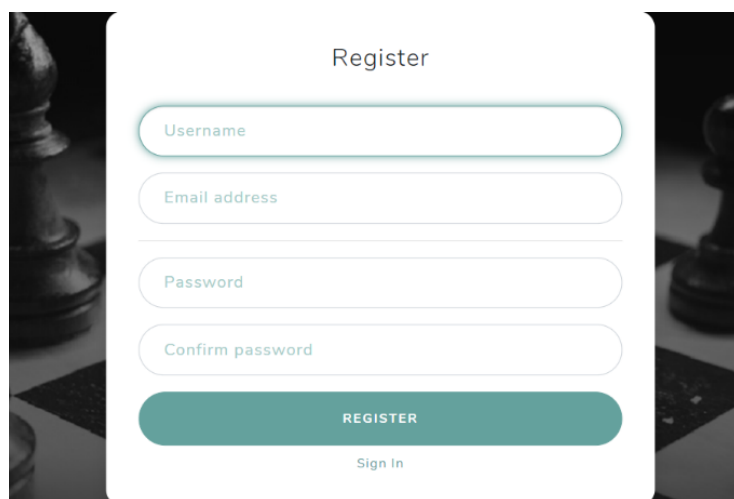 Register
Username
Email address
Password
Confirm password
REGISTER
Sign In